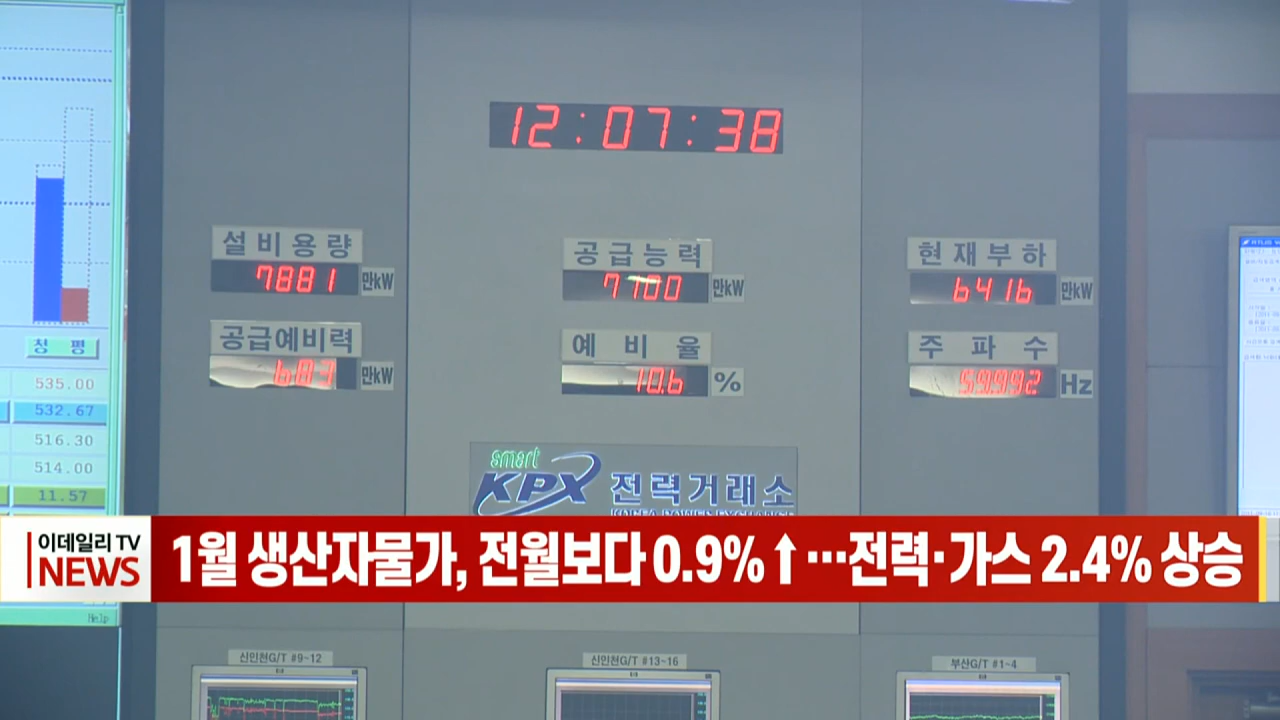 12:07:38
설비용량
7881 만kW
공급능력
7700 만kW
현재부하
6416 만kW
공급예비력
683 만kW
예비율
10.6 %
주파수
59.992 Hz
청 평
535.00
532.67
516.30
514.00
11.57
Help
smart
KPX 전력거래소
KOREA POWER EXCHANGE
이데일리 TV
NEWS
1월 생산자물가, 전월보다 0.9%↑…전력·가스 2.4% 상승
신인천G/T #9~12
신인천G/T #13~16
부산G/T #1~4